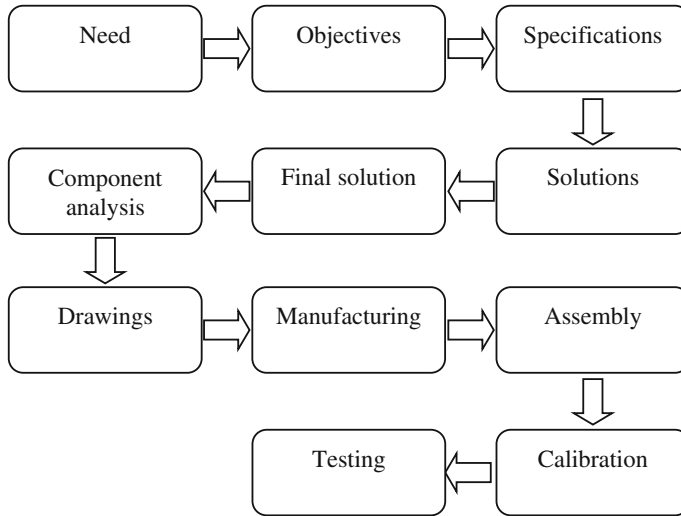 Need
Objectives
Specifications
Solutions
Final solution
Component
analysis
Drawings
Manufacturing
Assembly
Calibration
Testing